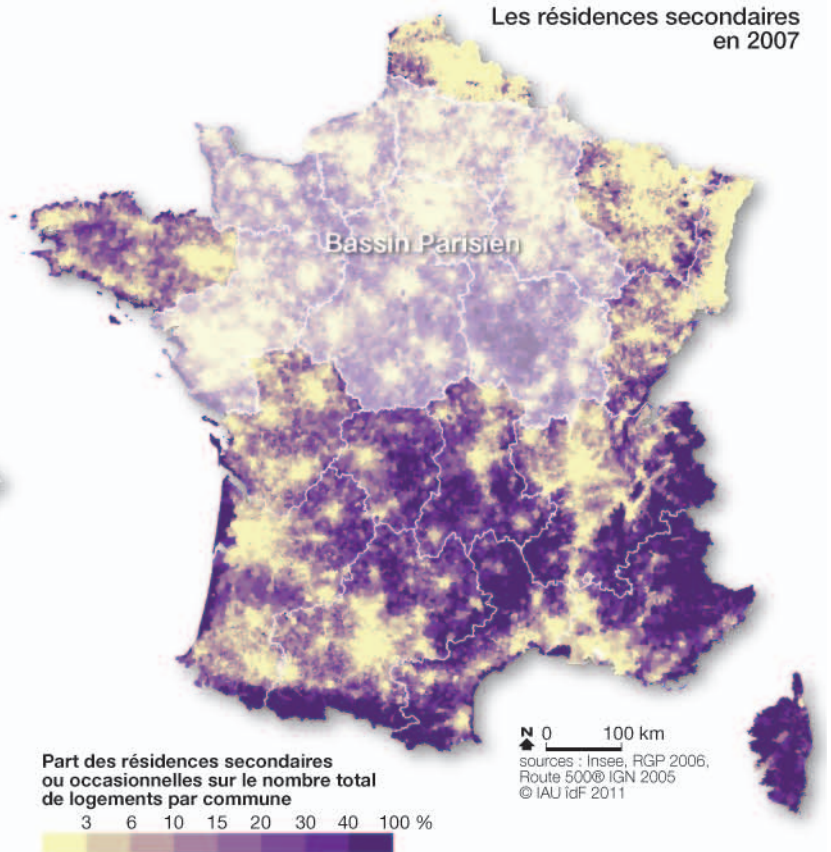 Les résidences secondaires
en 2007
Bassin Parisien
N 0 100 km
sources : Insee, RGP 2006,
Route 500® IGN 2005
© IAU îdF 2011
Part des résidences secondaires
ou occasionnelles sur le nombre total
de logements par commune
3 6 10 15 20 30 40 100 %